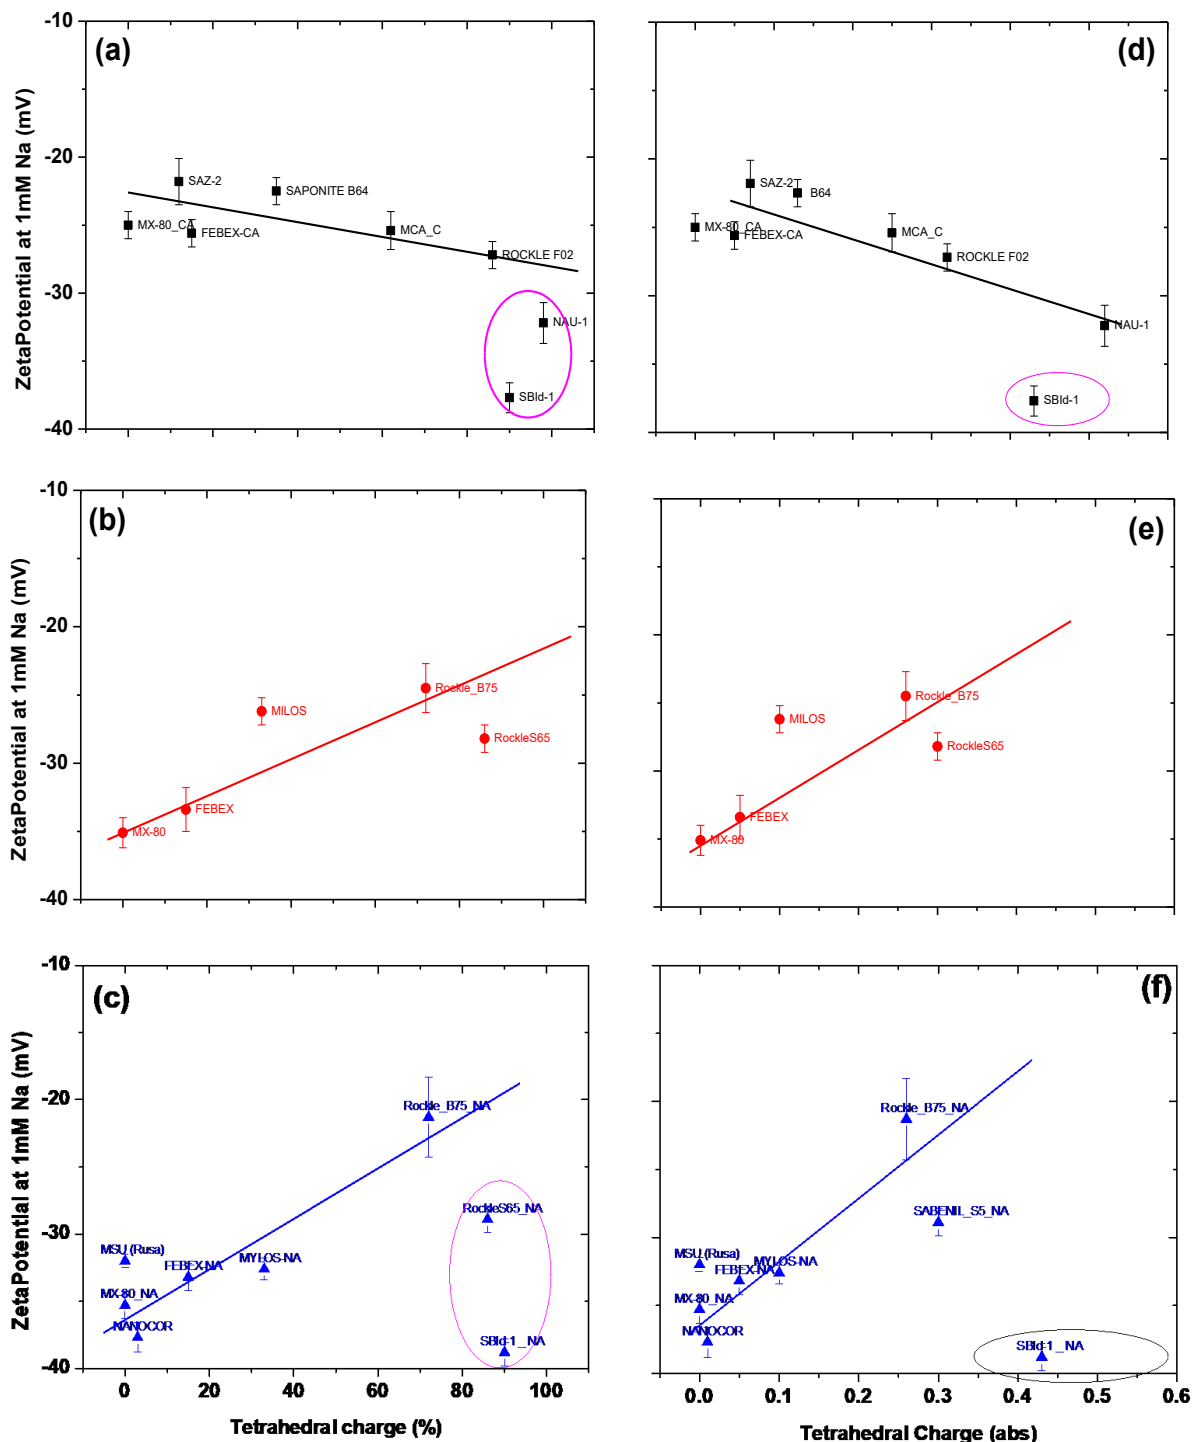 (a)
-10
-20
-30
-40
ZetaPotential at 1mM Na (mV)
SAZ-2
SAPONITE B64
MX-80_CA
FEBEX-CA
MCA_C
ROCKLE F02
NAU-1
SBId-1
(d)
SAZ-2
B64
MX-80_CA
FEBEX-CA
MCA_C
ROCKLE F02
NAU-1
SBId-1
(b)
-10
-20
-30
-40
ZetaPotential at 1mM Na (mV)
Rockle_B75
MILOS
RockleS65
FEBEX
MX-80
(e)
Rockle_B75
MILOS
RockleS65
FEBEX
MX-80
(c)
-10
-20
-30
-40
ZetaPotential at 1mM Na (mV)
Rockle_B75_NA
RockleS65_NA
MSU (Rusa)
FEBEX-NA
MYLOS-NA
MX-80_NA
NANOCOR
SBId-1_NA
0
20
40
60
80
100
Tetrahedral charge (%)
(f)
Rockle_B75_NA
SABENIL_S5_NA
MSU (Rusa)
MYLOS-NA
FEBEX-NA
MX-80_NA
NANOCOR
SBId-1_NA
0.0
0.1
0.2
0.3
0.4
0.5
0.6
Tetrahedral Charge (abs)